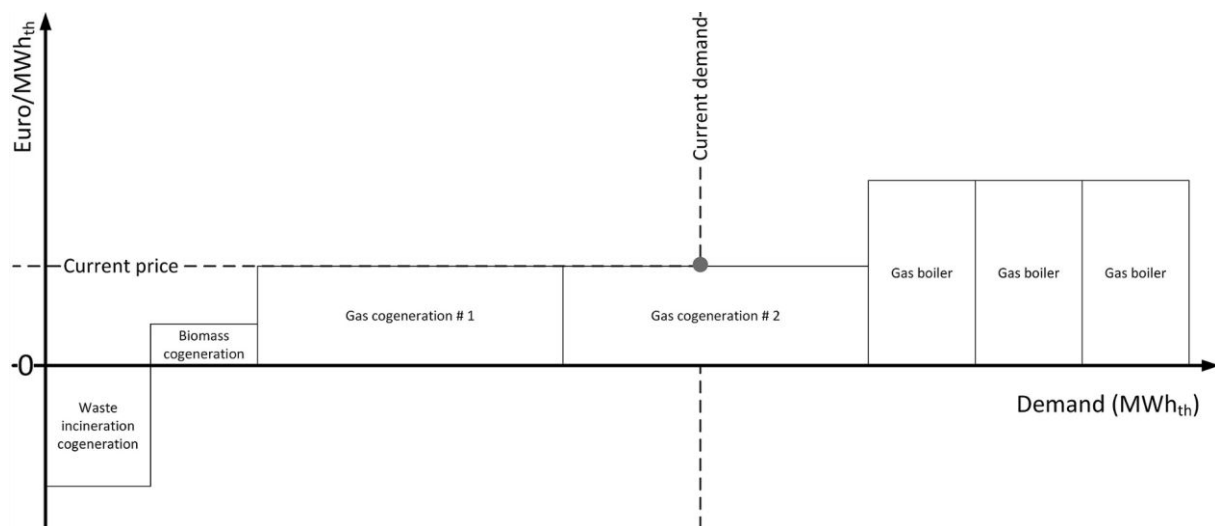 Euro/MWhth
Current demand
Current price
Gas boiler
Gas boiler
Gas boiler
Gas cogeneration # 1
Gas cogeneration # 2
Biomass
cogeneration
0
Waste
incineration
cogeneration
Demand (MWhth)